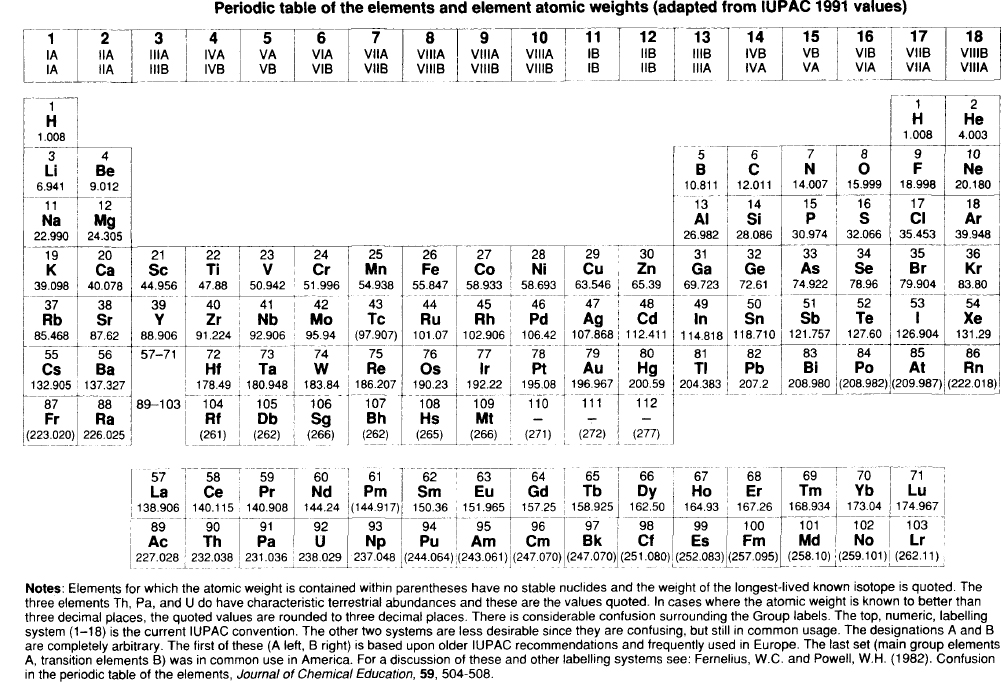 Periodic table of the elements and element atomic weights (adapted from IUPAC 1991 values)
1 2 3 4 5 6 7 8 9 10 11 12 13 14 15 16 17 18
IA IIA IIIA IVA VA VIA VIIA VIIIA VIIIA VIIIA IB IIB IIIB IVB VB VIB VIIB VIIIB
IA IIA IIIB IVB VB VIB VIIB VIIIB VIIIB VIIIB IB IIB IIIA IVA VA VIA VIIA VIIIA
1 1 2
H H He
1.008 1.008 4.003
3 4 5 6 7 8 9 10
Li Be B C N O F Ne
6.941 9.012 10.811 12.011 14.007 15.999 18.998 20.180
11 12 13 14 15 16 17 18
Na Mg Al Si P S Cl Ar
22.990 24.305 26.982 28.086 30.974 32.066 35.453 39.948
19 20 21 22 23 24 25 26 27 28 29 30 31 32 33 34 35 36
K Ca Sc Ti V Cr Mn Fe Co Ni Cu Zn Ga Ge As Se Br Kr
39.098 40.078 44.956 47.88 50.942 51.996 54.938 55.847 58.933 58.693 63.546 65.39 69.723 72.61 74.922 78.96 79.904 83.80
37 38 39 40 41 42 43 44 45 46 47 48 49 50 51 52 53 54
Rb Sr Y Zr Nb Mo Tc Ru Rh Pd Ag Cd In Sn Sb Te I Xe
85.468 87.62 88.906 91.224 92.906 95.94 (97.907) 101.07 102.906 106.42 107.868 112.411 114.818 118.710 121.757 127.60 126.904 131.29
55 56 57–71 72 73 74 75 76 77 78 79 80 81 82 83 84 85 86
Cs Ba Hf Ta W Re Os Ir Pt Au Hg Tl Pb Bi Po At Rn
132.905 137.327 178.49 180.948 183.84 186.207 190.23 192.22 195.08 196.967 200.59 204.383 207.2 208.980 (208.982) (209.987) (222.018)
87 88 89–103 104 105 106 107 108 109 110 111 112
Fr Ra Rf Db Sg Bh Hs Mt – – –
(223.020) 226.025 (261) (262) (266) (262) (265) (266) (271) (272) (277)
57 58 59 60 61 62 63 64 65 66 67 68 69 70 71
La Ce Pr Nd Pm Sm Eu Gd Tb Dy Ho Er Tm Yb Lu
138.906 140.115 140.908 144.24 (144.917) 150.36 151.965 157.25 158.925 162.50 164.93 167.26 168.934 173.04 174.967
89 90 91 92 93 94 95 96 97 98 99 100 101 102 103
Ac Th Pa U Np Pu Am Cm Bk Cf Es Fm Md No Lr
227.028 232.038 231.036 238.029 237.048 (244.064) (243.061) (247.070) (247.070) (251.080) (252.083) (257.095) (258.10) (259.101) (262.11)
Notes: Elements for which the atomic weight is contained within parentheses have no stable nuclides and the weight of the longest-lived known isotope is quoted. The
three elements Th, Pa, and U do have characteristic terrestrial abundances and these are the values quoted. In cases where the atomic weight is known to better than
three decimal places, the quoted values are rounded to three decimal places. There is considerable confusion surrounding the Group labels. The top, numeric, labelling
system (1–18) is the current IUPAC convention. The other two systems are less desirable since they are confusing, but still in common usage. The designations A and B
are completely arbitrary. The first of these (A left, B right) is based upon older IUPAC recommendations and frequently used in Europe. The last set (main group elements
A, transition elements B) was in common use in America. For a discussion of these and other labelling systems see: Fernelius, W.C. and Powell, W.H. (1982). Confusion
in the periodic table of the elements, Journal of Chemical Education, 59, 504-508.